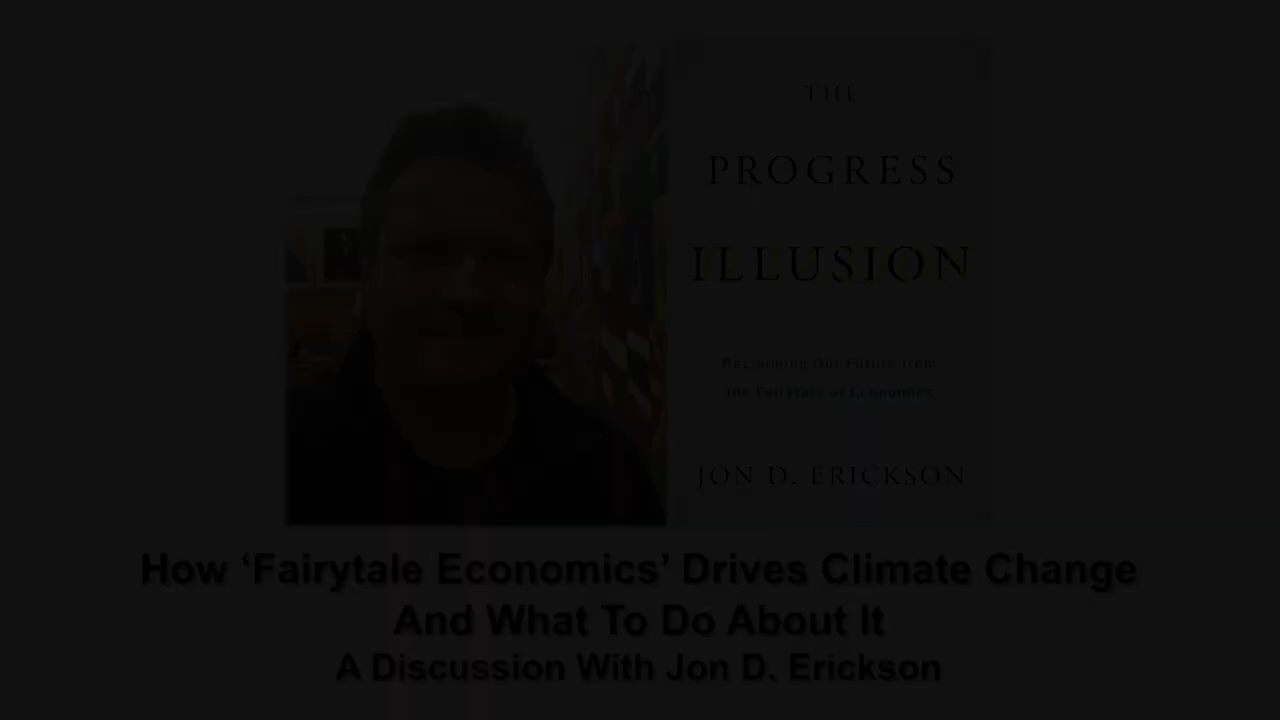 THE
PROGRESS
ILLUSION
Reclaiming Our Future from
the Fairytale of Economics
JON D. ERICKSON
How ‘Fairytale Economics’ Drives Climate Change
And What To Do About It
A Discussion With Jon D. Erickson